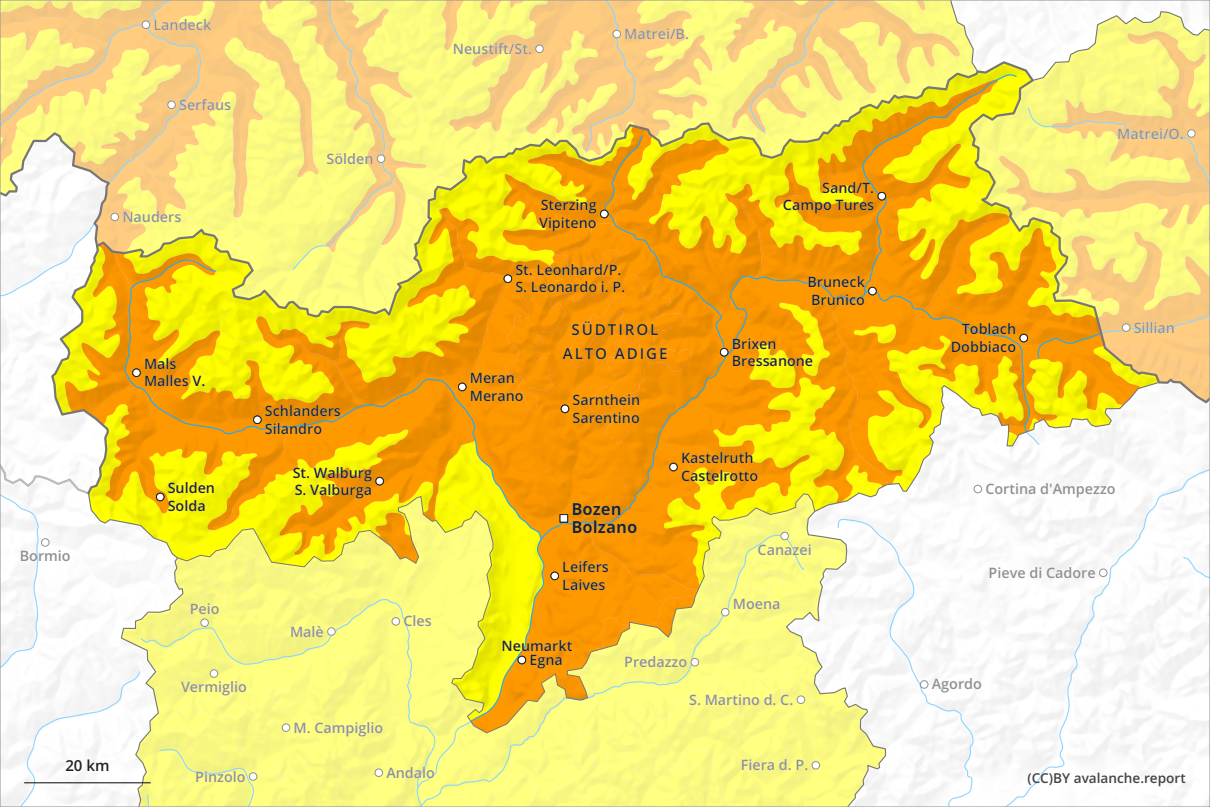 Landeck
Matrei/B.
Neustift/St.
Serfaus
Matrei/O.
Sölden
Sand/T.
Campo Tures
Sterzing
Vipiteno
Nauders
St. Leonhard/P.
S. Leonardo i. P.
Bruneck
Brunico
SÜDTIROL
ALTO ADIGE
Toblach
Dobbiaco
Sillian
Brixen
Bressanone
Mals
Malles V.
Meran
Merano
Sarnthein
Sarentino
Schlanders
Silandro
Kastelruth
Castelrotto
St. Walburg
S. Valburga
Sulden
Solda
Cortina d'Ampezzo
Bozen
Bolzano
Bormio
Canazei
Leifers
Laives
Pieve di Cadore
Peio
Moena
Cles
Malè
Neumarkt
Egna
Predazzo
Vermiglio
Agordo
S. Martino d. C.
M. Campiglio
Fiera d. P.
20 km
Pinzolo
Andalo
(CC)BY avalanche.report